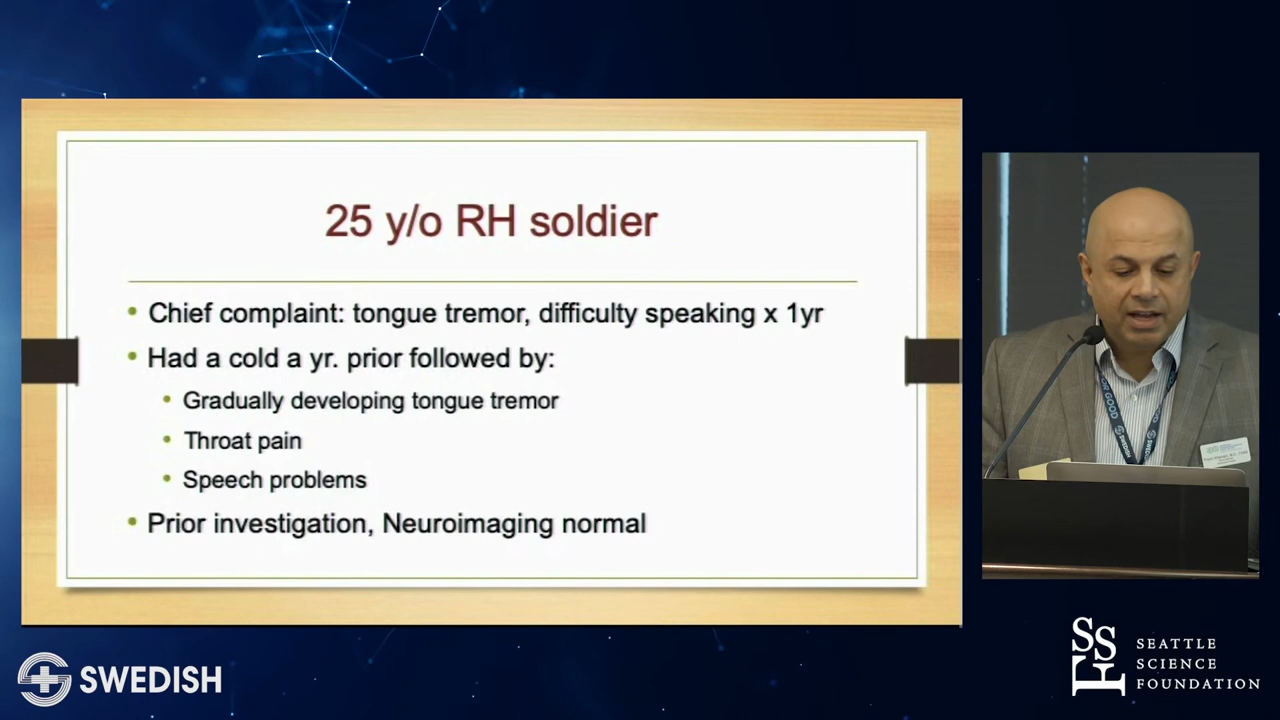 25 y/o RH soldier
• Chief complaint: tongue tremor, difficulty speaking x 1yr
• Had a cold a yr. prior followed by:
• Gradually developing tongue tremor
• Throat pain
• Speech problems
• Prior investigation, Neuroimaging normal
SWEDISH
SSF
SEATTLE
SCIENCE
FOUNDATION